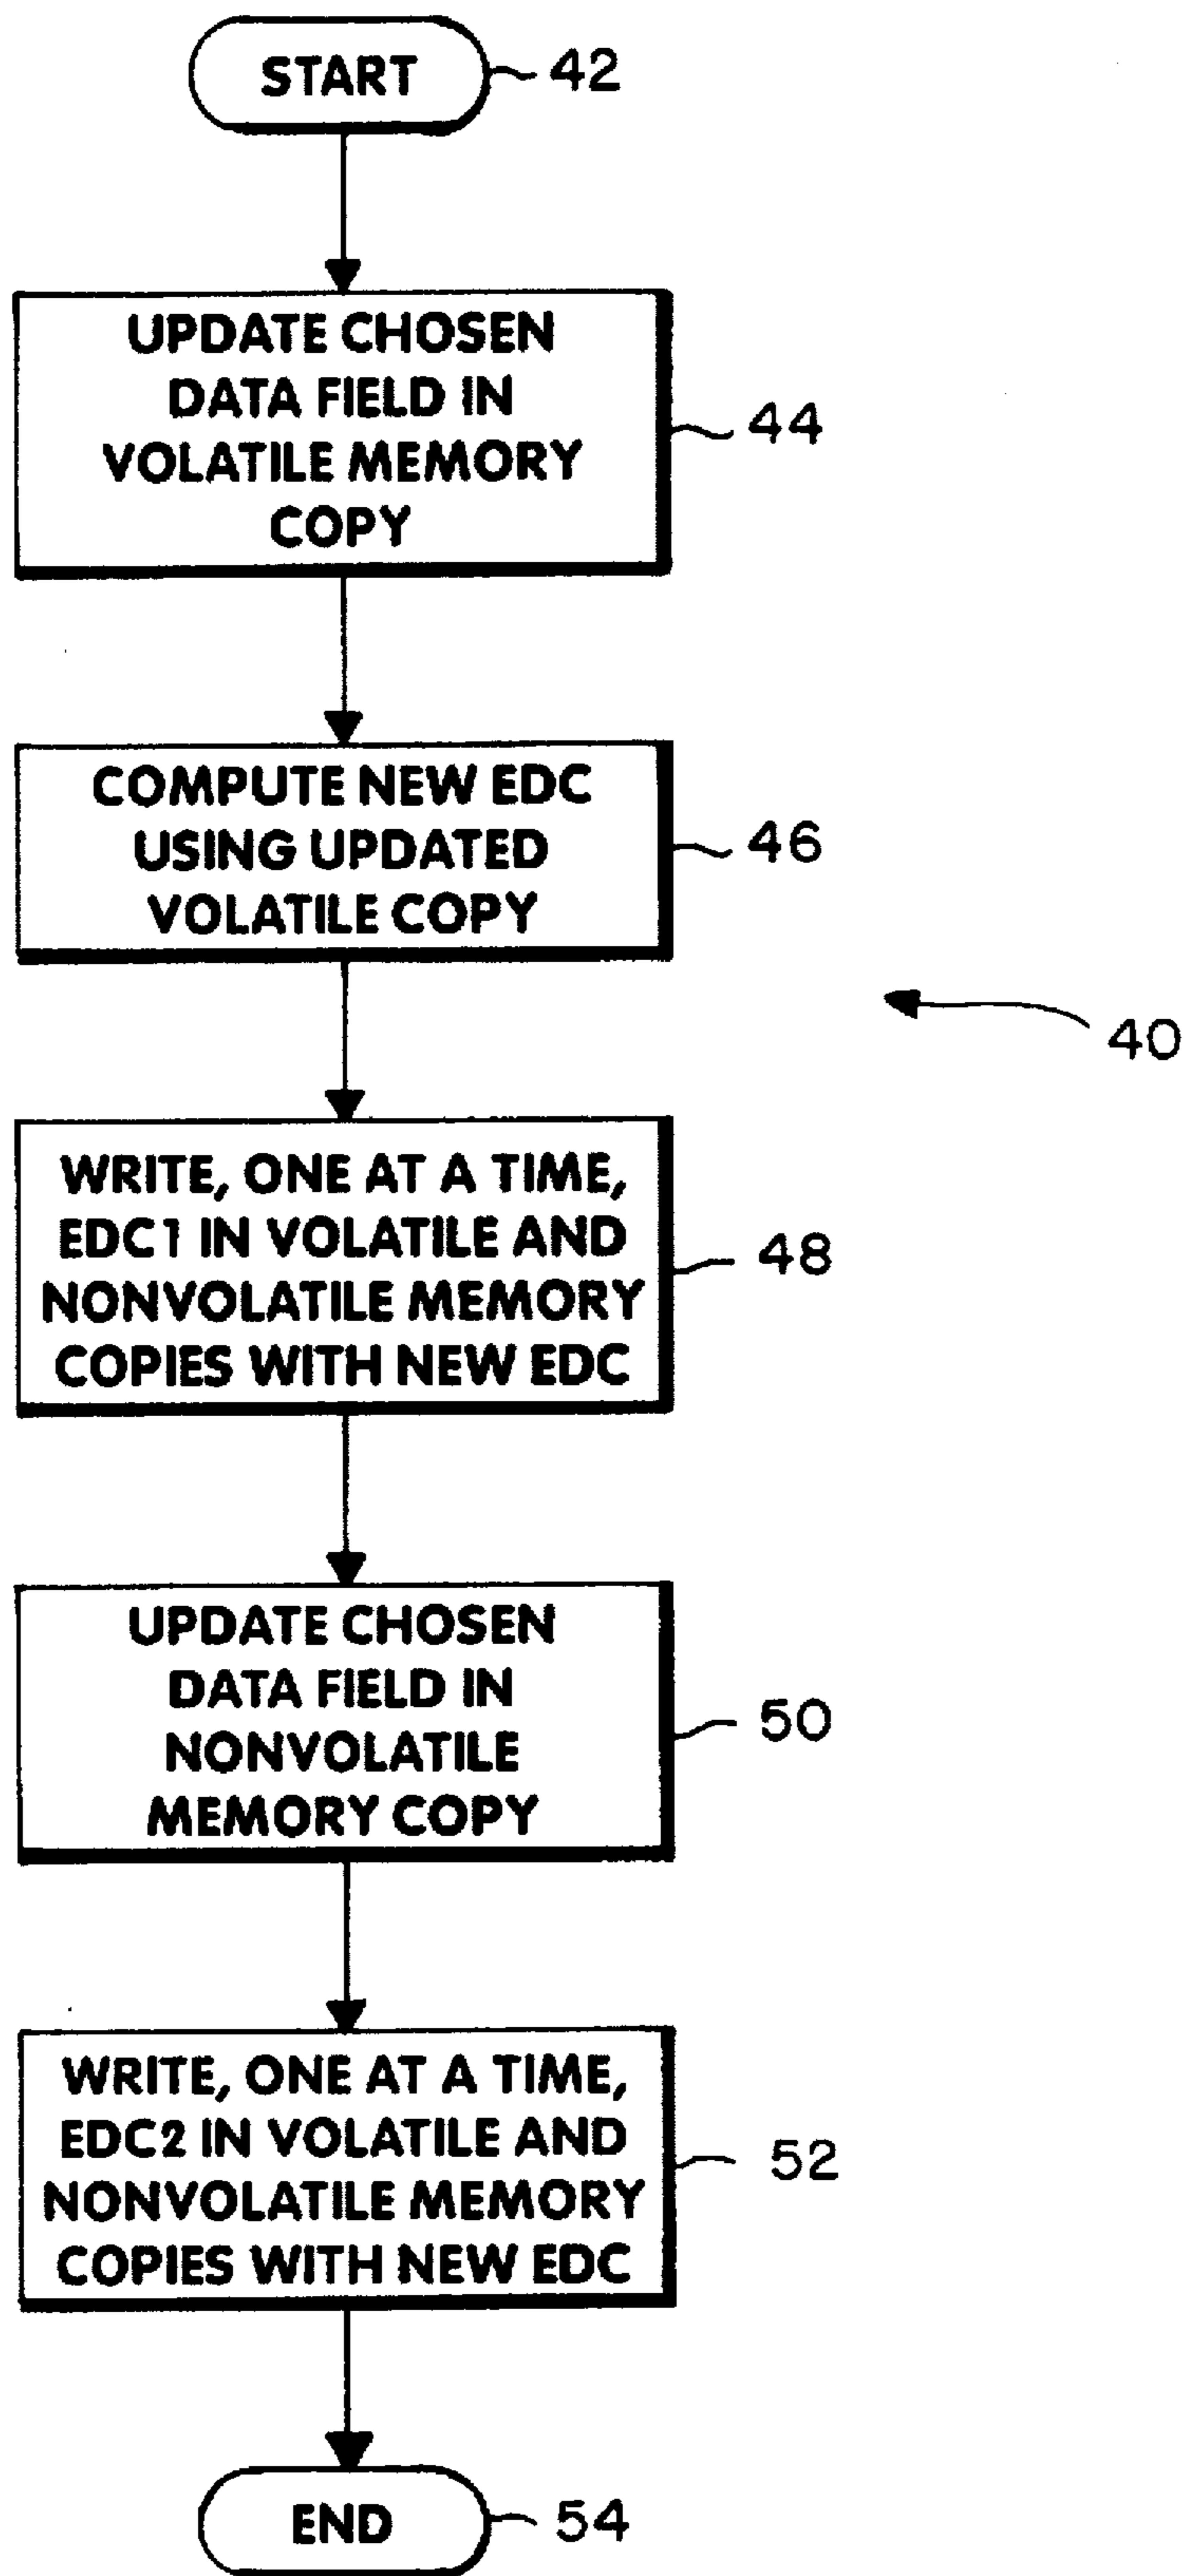 START
42
UPDATE CHOSEN
DATA FIELD IN
VOLATILE MEMORY
COPY
44
COMPUTE NEW EDC
USING UPDATED
VOLATILE COPY
46
40
WRITE, ONE AT A TIME,
EDC1 IN VOLATILE AND
NONVOLATILE MEMORY
COPIES WITH NEW EDC
48
UPDATE CHOSEN
DATA FIELD IN
NONVOLATILE
MEMORY COPY
50
WRITE, ONE AT A TIME,
EDC2 IN VOLATILE AND
NONVOLATILE MEMORY
COPIES WITH NEW EDC
52
END
54